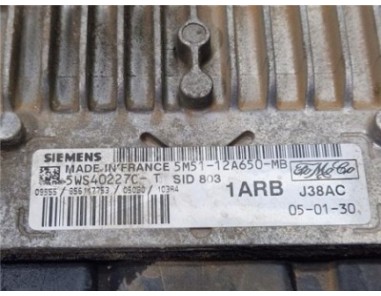 SIEMENS
MADE IN FRANCE 5M51-12A650-MB
5WS40227C- T SID 803
1ARB J38AC
05-01-30